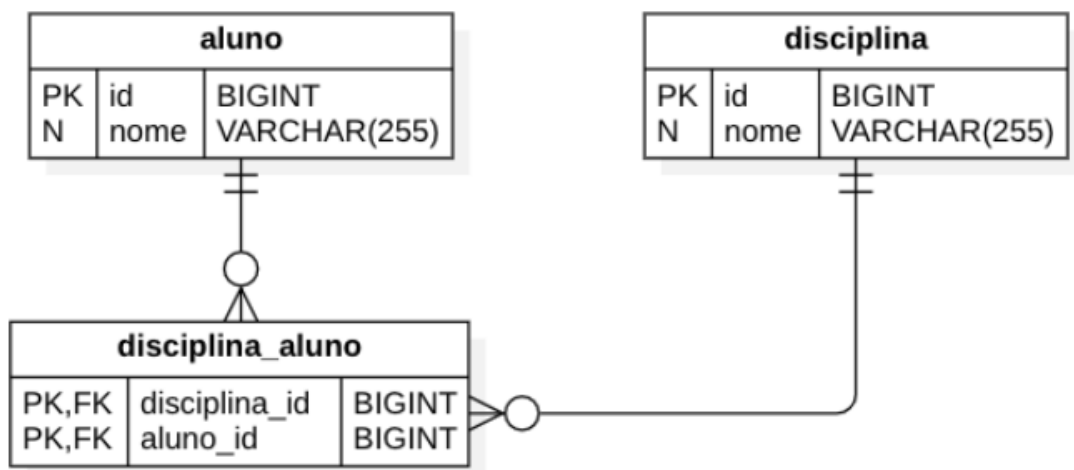 aluno
PK id BIGINT
N nome VARCHAR(255)
disciplina
PK id BIGINT
N nome VARCHAR(255)
disciplina_aluno
PK,FK disciplina_id BIGINT
PK,FK aluno_id BIGINT